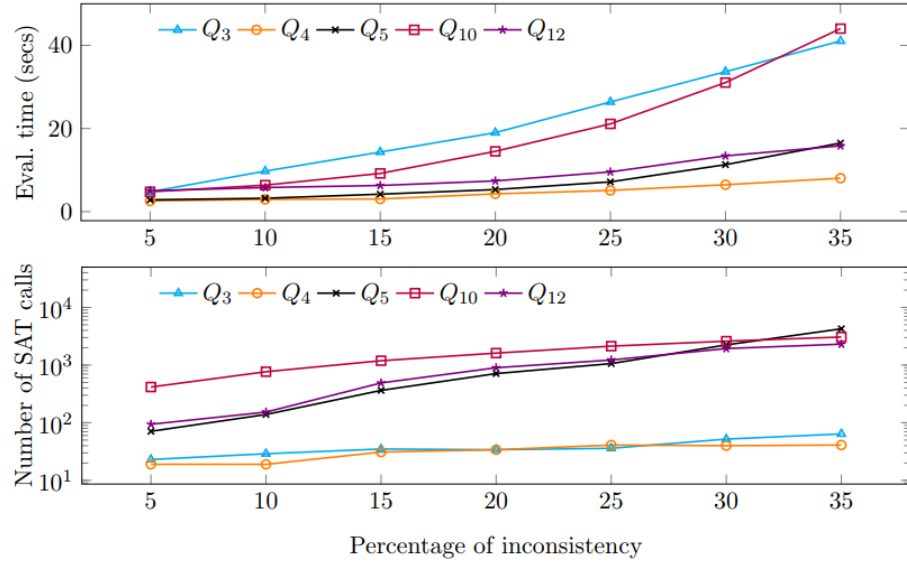 Q3 Q4 Q5 Q10 Q12
Eval. time (secs)
40
20
0
5 10 15 20 25 30 35
Q3 Q4 Q5 Q10 Q12
Number of SAT calls
10^4
10^3
10^2
10^1
5 10 15 20 25 30 35
Percentage of inconsistency